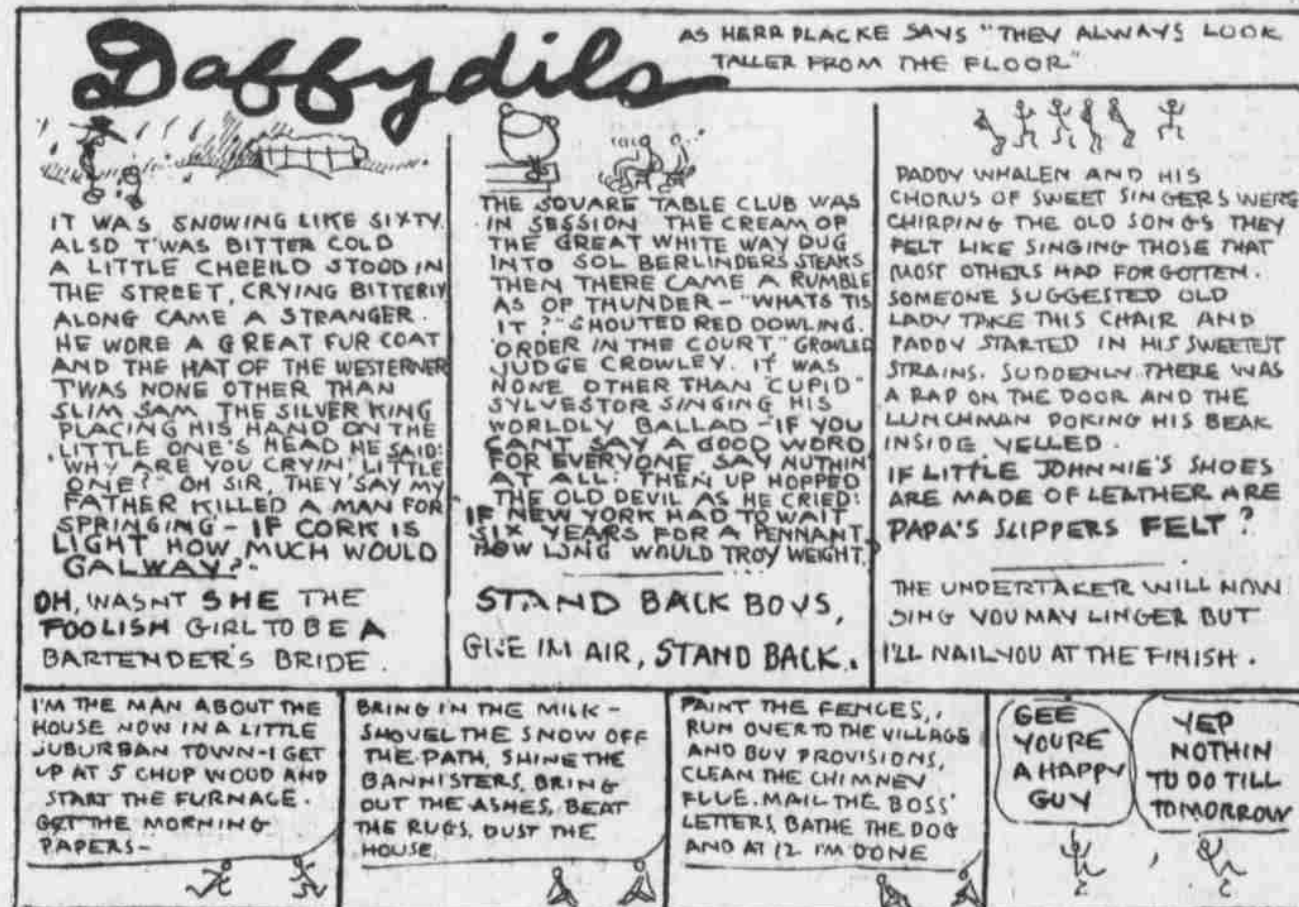 Daffydils
AS HERR PLACKE SAYS "THEY ALWAYS LOOK
TALLER FROM THE FLOOR"
IT WAS SNOWING LIKE SIXTY.
ALSO T'WAS BITTER COLD
A LITTLE CHEEILD STOOD IN
THE STREET, CRYING BITTERLY
ALONG CAME A STRANGER.
HE WORE A GREAT FUR COAT
AND THE HAT OF THE WESTERNER
T'WAS NONE OTHER THAN
SLIM SAM THE SILVER KING
PLACING HIS HAND ON THE
LITTLE ONE'S HEAD HE SAID:
"WHY ARE YOU CRYIN' LITTLE
ONE?" OH SIR, THEY SAY MY
FATHER KILLED A MAN FOR
SPRINGING - IF CORK IS
LIGHT HOW MUCH WOULD
GALWAY?-
OH, WASNT SHE THE
FOOLISH GIRL TO BE A
BARTENDER'S BRIDE.
THE SQUARE TABLE CLUB WAS
IN SESSION THE CREAM OF
THE GREAT WHITE WAY DUG
INTO SOL BERLINDERS STEAKS
THEN THERE CAME A RUMBLE
AS OF THUNDER - "WHATS TIS
IT?" SHOUTED RED DOWLING.
"ORDER IN THE COURT" GROWLED
JUDGE CROWLEY. IT WAS
NONE OTHER THAN "CUPID"
SYLVESTOR SINGING HIS
WORLDLY BALLAD - IF YOU
CANT SAY A GOOD WORD
FOR EVERYONE SAY NUTHIN
AT ALL. THEN UP HOPPED
THE OLD DEVIL AS HE CRIED:
IF NEW YORK HAD TO WAIT
SIX YEARS FOR A PENNANT
HOW LONG WOULD TROY WEIGHT.
STAND BACK BOYS,
GIVE IM AIR, STAND BACK.
PADDY WHALEN AND HIS
CHORUS OF SWEET SINGERS WERE
CHIRPING THE OLD SONGS THEY
FELT LIKE SINGING THOSE THAT
MOST OTHERS HAD FORGOTTEN.
SOMEONE SUGGESTED OLD
LADY TAKE THIS CHAIR AND
PADDY STARTED IN HIS SWEETEST
STRAINS. SUDDENLY THERE WAS
A RAP ON THE DOOR AND THE
LUNCHMAN POKING HIS BEAK
INSIDE YELLED.
IF LITTLE JOHNNIE'S SHOES
ARE MADE OF LEATHER ARE
PAPA'S SLIPPERS FELT?
THE UNDERTAKER WILL NOW
SING YOU MAY LINGER BUT
I'LL NAIL YOU AT THE FINISH.
I'M THE MAN ABOUT THE
HOUSE NOW IN A LITTLE
SUBURBAN TOWN - I GET
UP AT 5 CHOP WOOD AND
START THE FURNACE.
GET THE MORNING
PAPERS-
BRING IN THE MILK -
SHOVEL THE SNOW OFF
THE PATH, SHINE THE
BANNISTERS, BRING
OUT THE ASHES, BEAT
THE RUGS, DUST THE
HOUSE,
PAINT THE FENCES,
RUN OVER TO THE VILLAGE
AND BUY PROVISIONS,
CLEAN THE CHIMNEY
FLUE. MAIL THE BOSS'
LETTERS, BATHE THE DOG
AND AT 12 I'M DONE
GEE
YOURE
A HAPPY
GUY
YEP
NOTHIN
TO DO TILL
TOMORROW